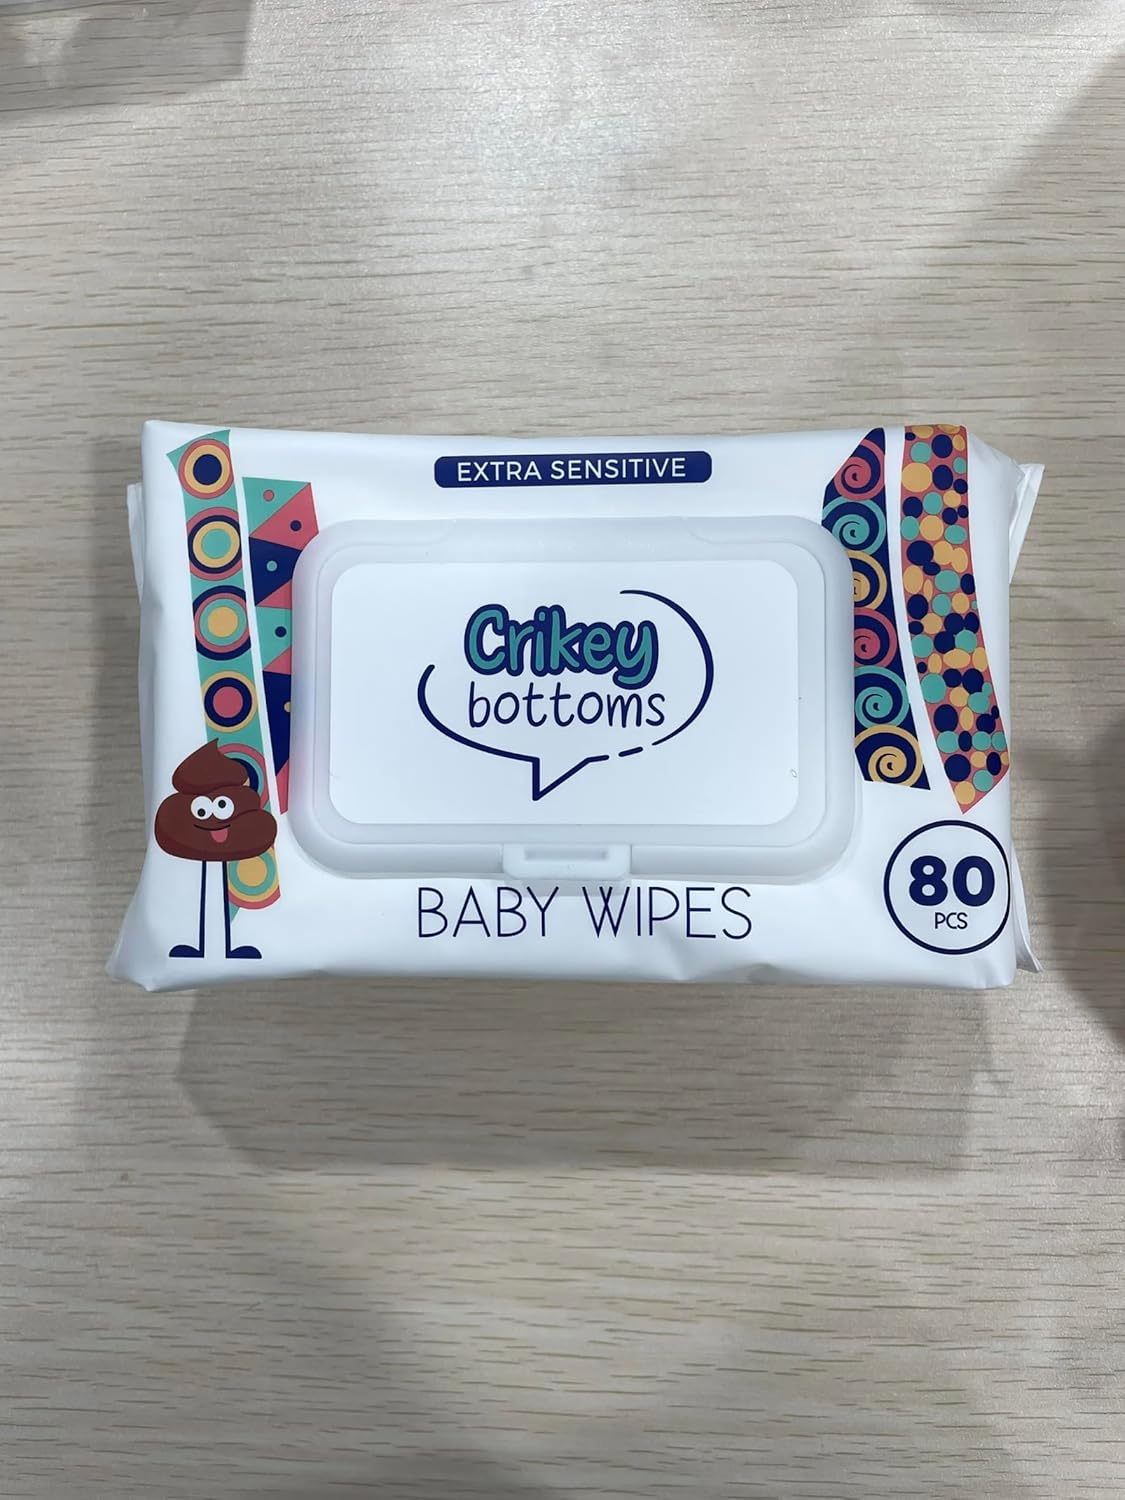 EXTRA SENSITIVE
Crikey
bottoms
BABY WIPES
80
PCS